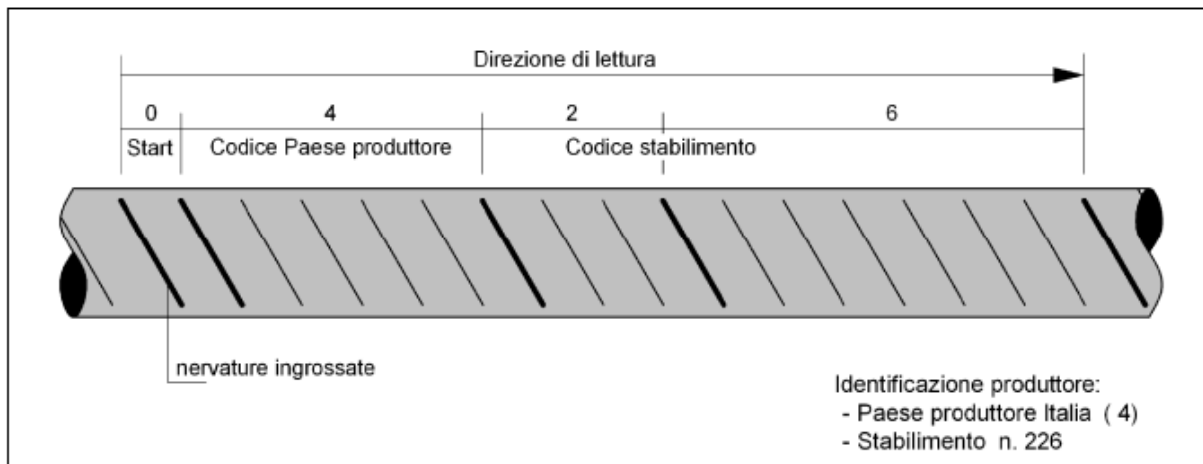 Direzione di lettura
0 4 2 6
Start Codice Paese produttore Codice stabilimento
nervature ingrossate
Identificazione produttore:
- Paese produttore Italia ( 4)
- Stabilimento n. 226